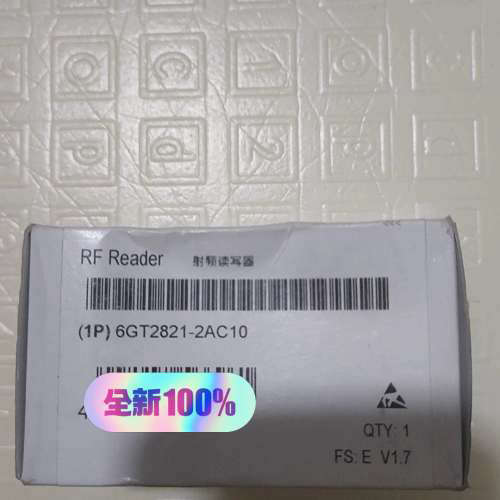 RF Reader 射频读写器
(1P) 6GT2821-2AC10
4
全新100%
QTY: 1
FS: E V1.7